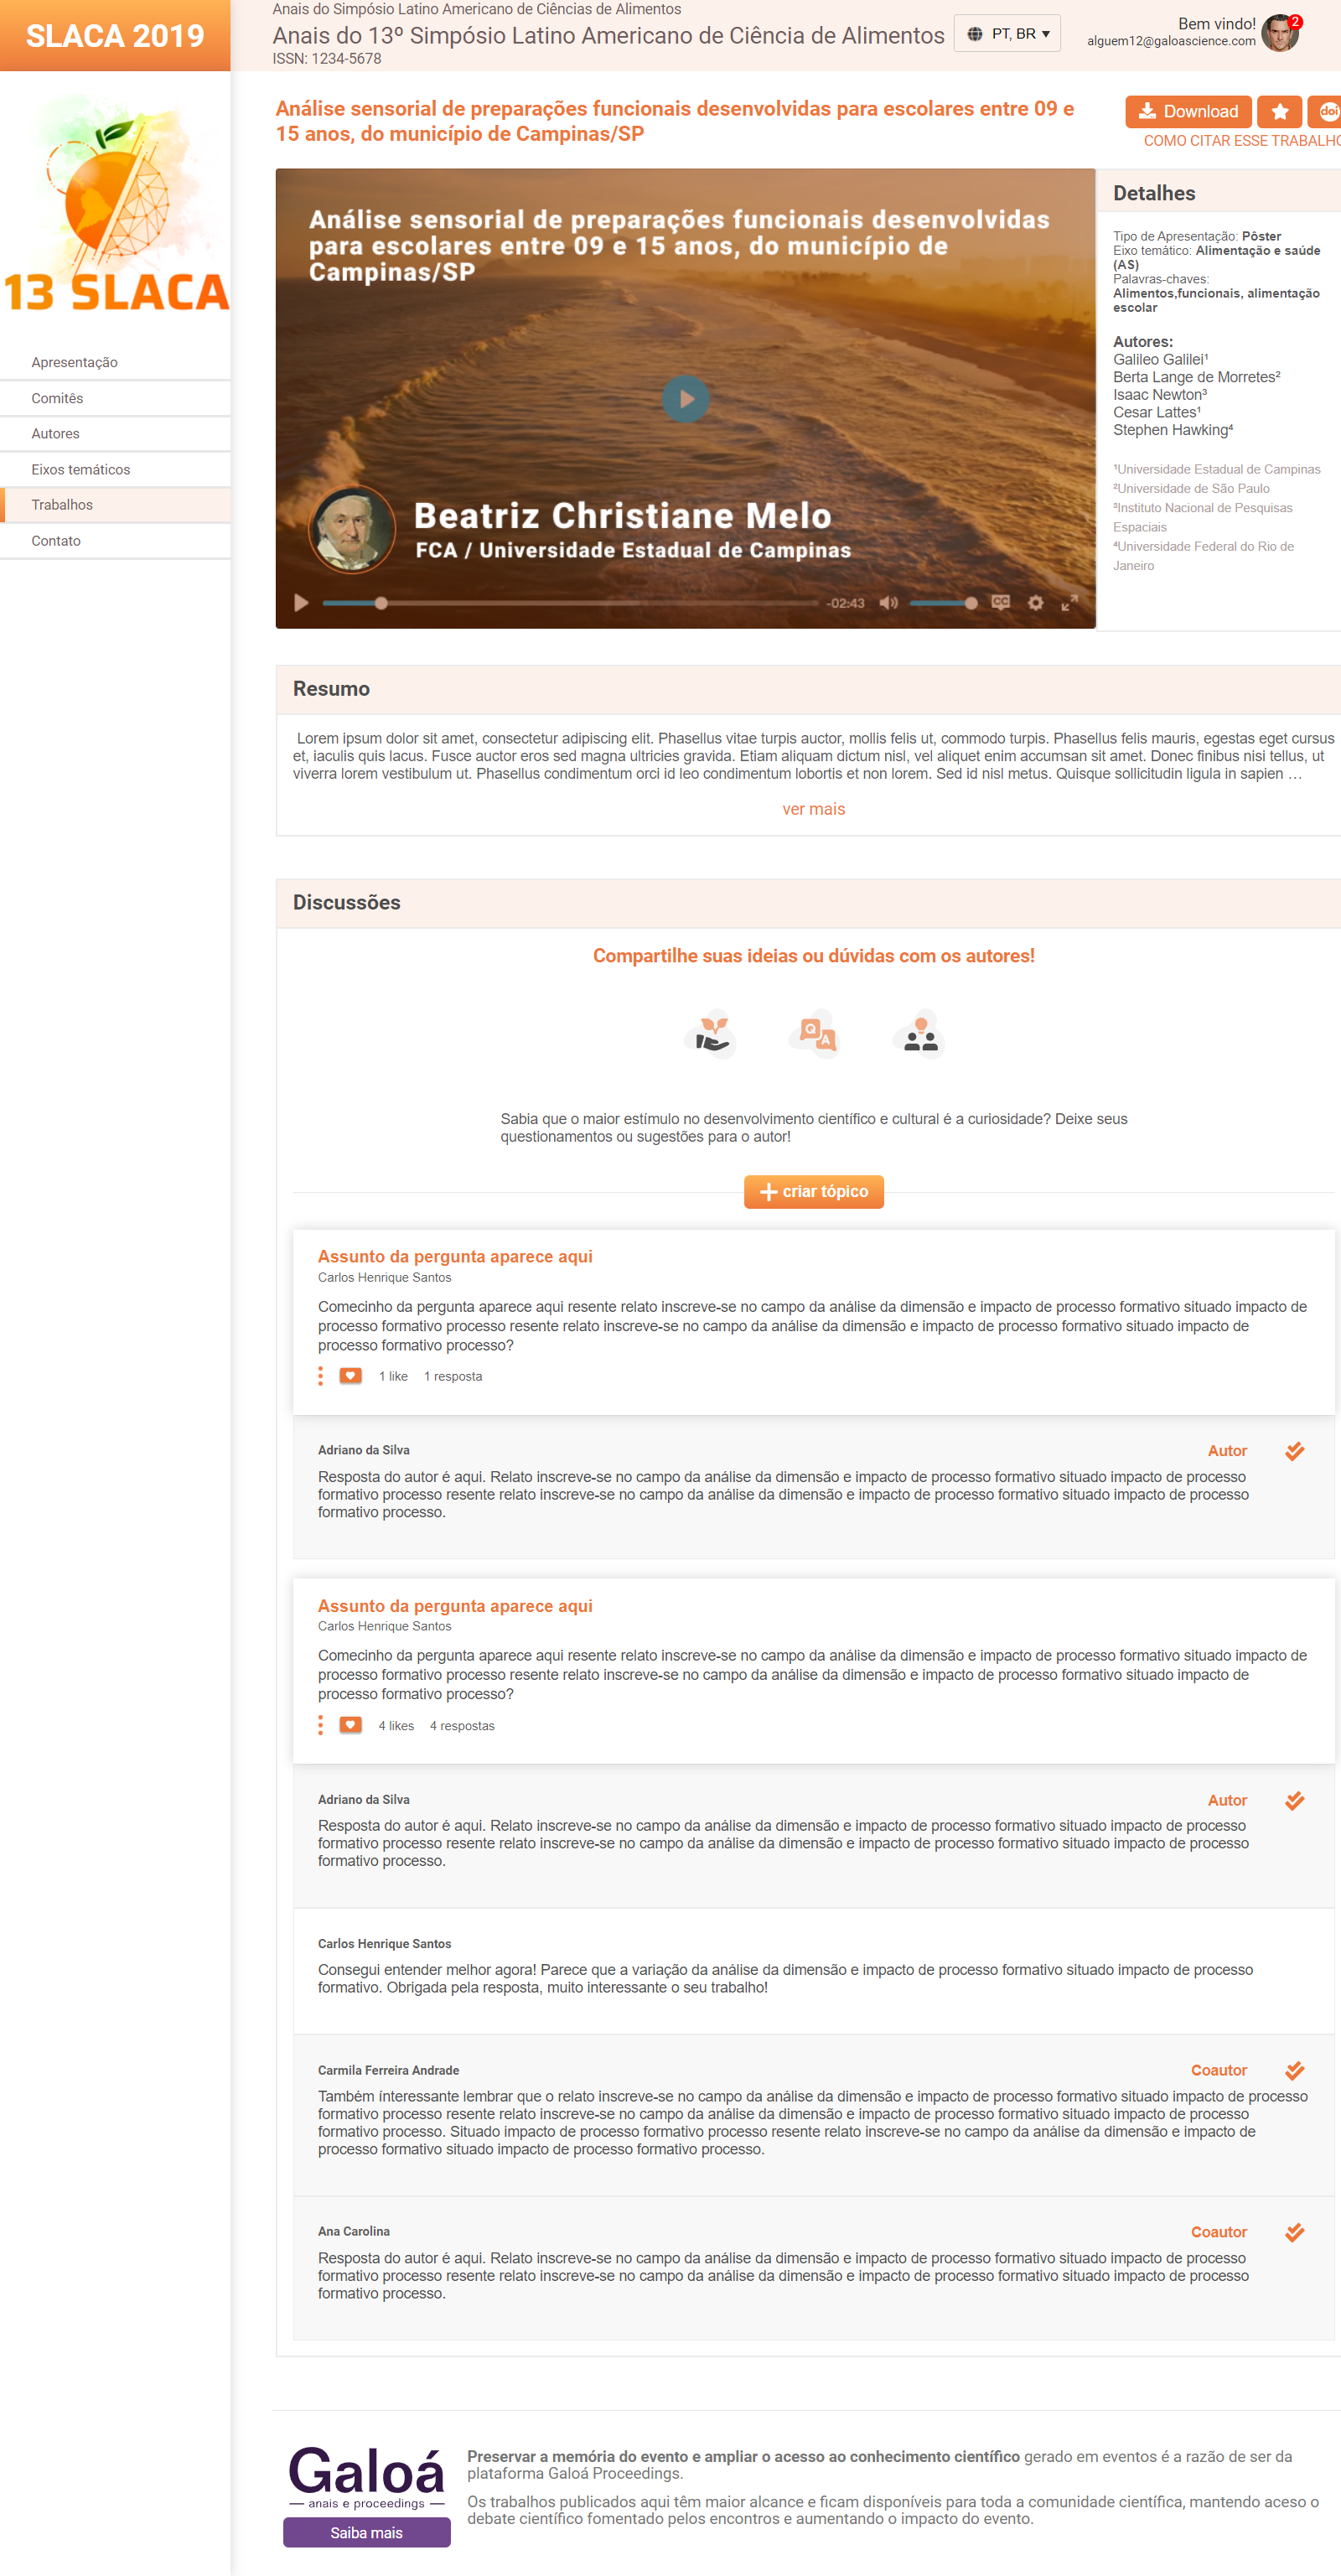 SLACA 2019
Anais do Simpósio Latino Americano de Ciências de Alimentos
Anais do 13º Simpósio Latino Americano de Ciência de Alimentos
ISSN: 1234-5678
PT, BR
Bem vindo!
alguem12@galoascience.com
2
13 SLACA
Apresentação
Comitês
Autores
Eixos temáticos
Trabalhos
Contato
Análise sensorial de preparações funcionais desenvolvidas para escolares entre 09 e
15 anos, do município de Campinas/SP
Download
doi
COMO CITAR ESSE TRABALHO
Análise sensorial de preparações funcionais desenvolvidas
para escolares entre 09 e 15 anos, do município de
Campinas/SP
Beatriz Christiane Melo
FCA / Universidade Estadual de Campinas
-02:43
CC
Detalhes
Tipo de Apresentação: Pôster
Eixo temático: Alimentação e saúde
(AS)
Palavras-chaves:
Alimentos,funcionais, alimentação
escolar
Autores:
Galileo Galilei¹
Berta Lange de Morretes²
Isaac Newton³
Cesar Lattes¹
Stephen Hawking⁴
¹Universidade Estadual de Campinas
²Universidade de São Paulo
³Instituto Nacional de Pesquisas
Espaciais
⁴Universidade Federal do Rio de
Janeiro
Resumo
Lorem ipsum dolor sit amet, consectetur adipiscing elit. Phasellus vitae turpis auctor, mollis felis ut, commodo turpis. Phasellus felis mauris, egestas eget cursus
et, iaculis quis lacus. Fusce auctor eros sed magna ultricies gravida. Etiam aliquam dictum nisl, vel aliquet enim accumsan sit amet. Donec finibus nisi tellus, ut
viverra lorem vestibulum ut. Phasellus condimentum orci id leo condimentum lobortis et non lorem. Sed id nisl metus. Quisque sollicitudin ligula in sapien …
ver mais
Discussões
Compartilhe suas ideias ou dúvidas com os autores!
Q
A
Sabia que o maior estímulo no desenvolvimento científico e cultural é a curiosidade? Deixe seus
questionamentos ou sugestões para o autor!
criar tópico
Assunto da pergunta aparece aqui
Carlos Henrique Santos
Comecinho da pergunta aparece aqui resente relato inscreve-se no campo da análise da dimensão e impacto de processo formativo situado impacto de
processo formativo processo resente relato inscreve-se no campo da análise da dimensão e impacto de processo formativo situado impacto de
processo formativo processo?
1 like 1 resposta
Adriano da Silva
Autor
Resposta do autor é aqui. Relato inscreve-se no campo da análise da dimensão e impacto de processo formativo situado impacto de processo
formativo processo resente relato inscreve-se no campo da análise da dimensão e impacto de processo formativo situado impacto de processo
formativo processo.
Assunto da pergunta aparece aqui
Carlos Henrique Santos
Comecinho da pergunta aparece aqui resente relato inscreve-se no campo da análise da dimensão e impacto de processo formativo situado impacto de
processo formativo processo resente relato inscreve-se no campo da análise da dimensão e impacto de processo formativo situado impacto de
processo formativo processo?
4 likes 4 respostas
Adriano da Silva
Autor
Resposta do autor é aqui. Relato inscreve-se no campo da análise da dimensão e impacto de processo formativo situado impacto de processo
formativo processo resente relato inscreve-se no campo da análise da dimensão e impacto de processo formativo situado impacto de processo
formativo processo.
Carlos Henrique Santos
Consegui entender melhor agora! Parece que a variação da análise da dimensão e impacto de processo formativo situado impacto de processo
formativo. Obrigada pela resposta, muito interessante o seu trabalho!
Carmila Ferreira Andrade
Coautor
Também ínteressante lembrar que o relato inscreve-se no campo da análise da dimensão e impacto de processo formativo situado impacto de processo
formativo processo resente relato inscreve-se no campo da análise da dimensão e impacto de processo formativo situado impacto de processo
formativo processo. Situado impacto de processo formativo processo resente relato inscreve-se no campo da análise da dimensão e impacto de
processo formativo situado impacto de processo formativo processo.
Ana Carolina
Coautor
Resposta do autor é aqui. Relato inscreve-se no campo da análise da dimensão e impacto de processo formativo situado impacto de processo
formativo processo resente relato inscreve-se no campo da análise da dimensão e impacto de processo formativo situado impacto de processo
formativo processo.
Galoá
— anais e proceedings —
Saiba mais
Preservar a memória do evento e ampliar o acesso ao conhecimento científico gerado em eventos é a razão de ser da
plataforma Galoá Proceedings.
Os trabalhos publicados aqui têm maior alcance e ficam disponíveis para toda a comunidade científica, mantendo aceso o
debate científico fomentado pelos encontros e aumentando o impacto do evento.